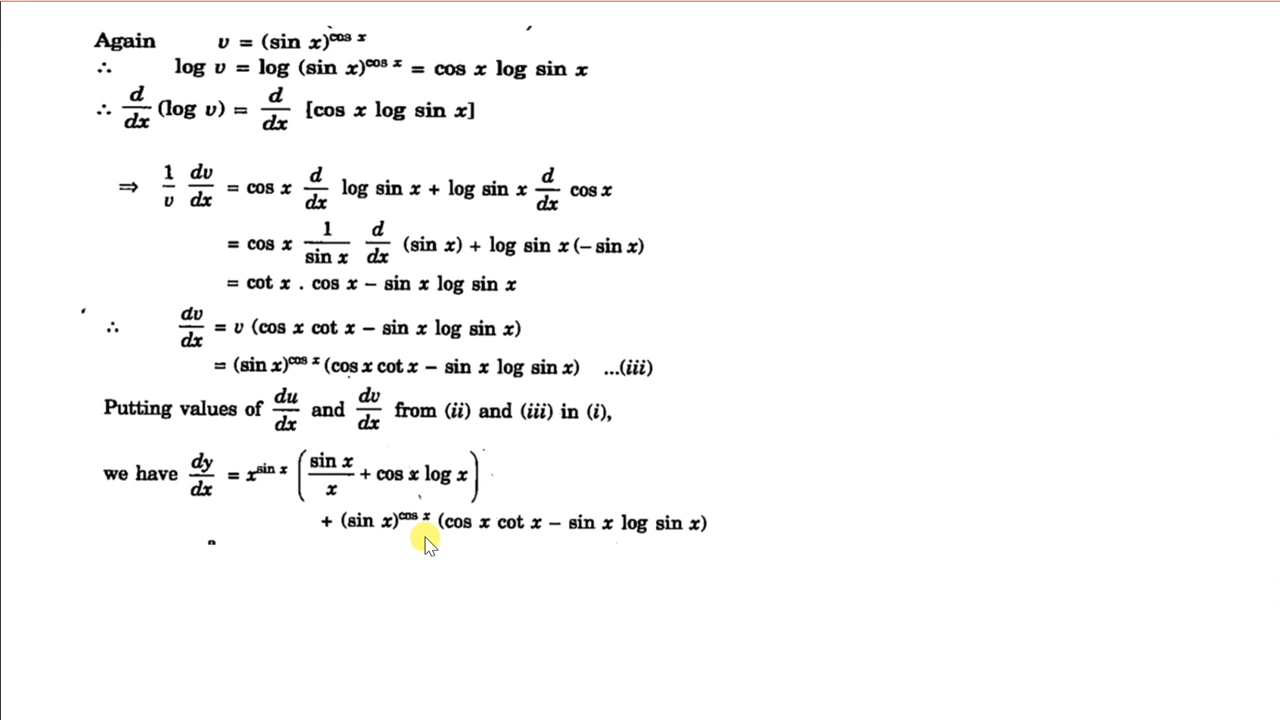 Again v = (sin x)^cos x
∴ log v = log (sin x)^cos x = cos x log sin x
∴ d/dx (log v) = d/dx [cos x log sin x]
⇒ 1/v dv/dx = cos x d/dx log sin x + log sin x d/dx cos x
= cos x 1/sin x d/dx (sin x) + log sin x (– sin x)
= cot x . cos x – sin x log sin x
∴ dv/dx = v (cos x cot x – sin x log sin x)
= (sin x)^cos x (cos x cot x – sin x log sin x) ...(iii)
Putting values of du/dx and dv/dx from (ii) and (iii) in (i),
we have dy/dx = x^sin x (sin x/x + cos x log x)
+ (sin x)^cos x (cos x cot x – sin x log sin x)